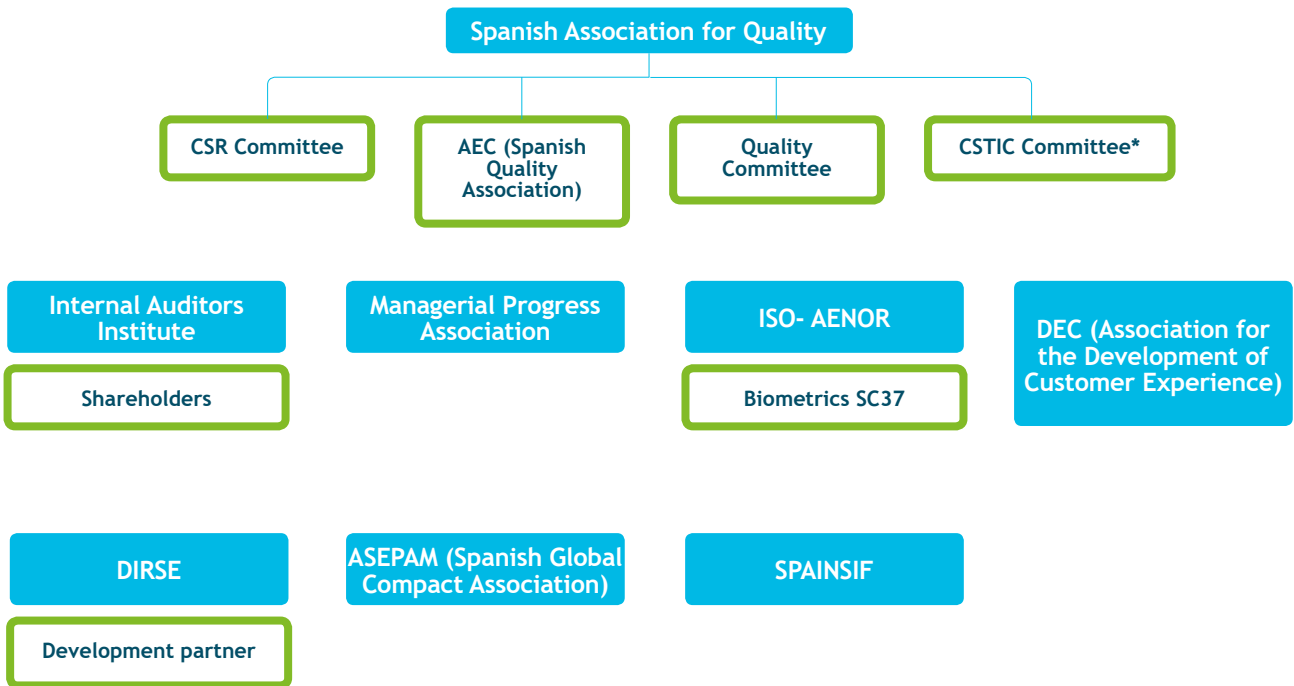 Spanish Association for Quality
CSR Committee
AEC (Spanish
Quality
Association)
Quality
Committee
CSTIC Committee*
Internal Auditors
Institute
Shareholders
Managerial Progress
Association
ISO- AENOR
Biometrics SC37
DEC (Association for
the Development of
Customer Experience)
DIRSE
Development partner
ASEPAM (Spanish Global
Compact Association)
SPAINSIF